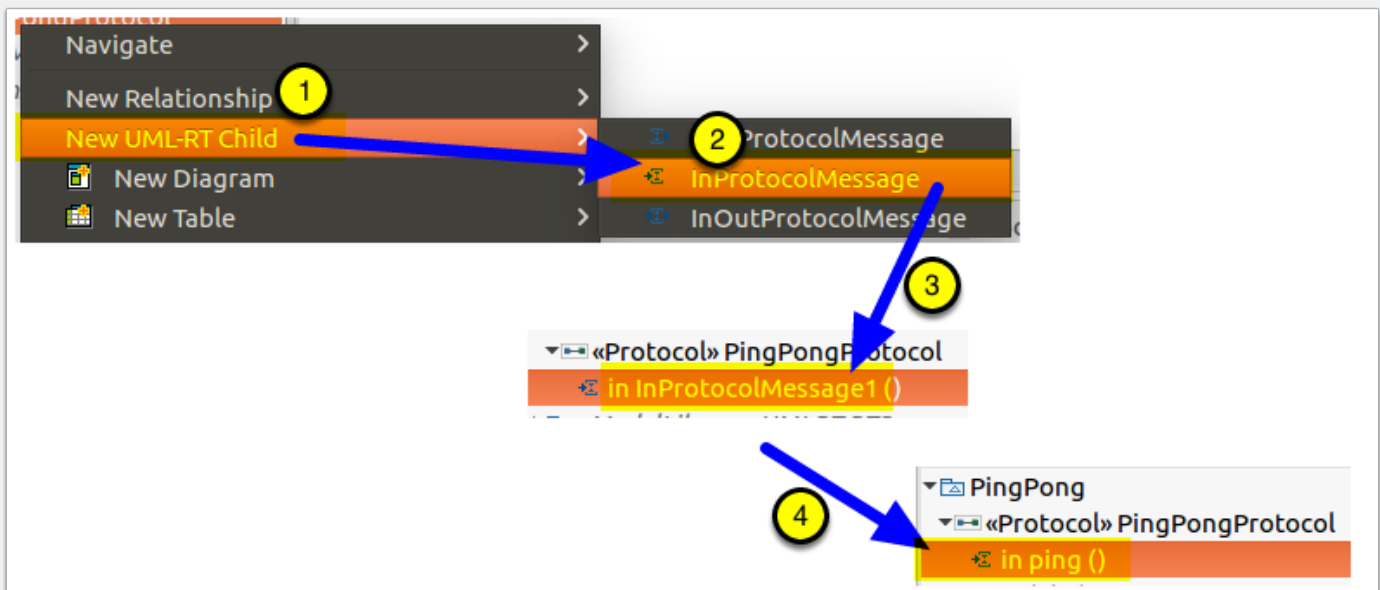 Navigate
New Relationship
1
New UML-RT Child
2
ProtocolMessage
New Diagram
InProtocolMessage
New Table
InOutProtocolMessage
3
«Protocol» PingPongProtocol
in InProtocolMessage1 ()
4
PingPong
«Protocol» PingPongProtocol
in ping ()